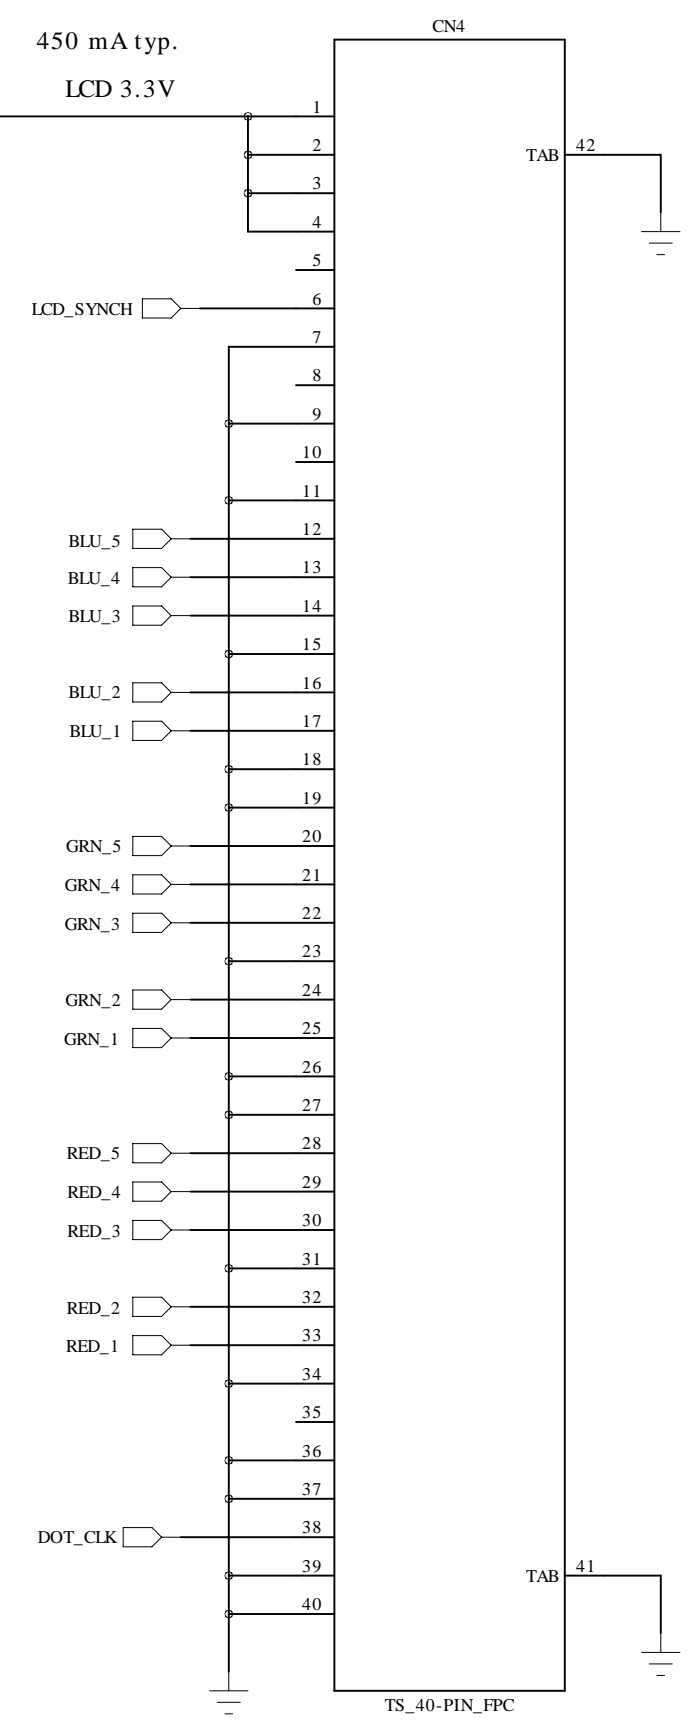 CN4
450 mA typ.
LCD 3.3V
1
2
TAB 42
3
4
5
LCD_SYNCH 6
7
8
9
10
11
BLU_5 12
BLU_4 13
BLU_3 14
15
BLU_2 16
BLU_1 17
18
19
GRN_5 20
GRN_4 21
GRN_3 22
23
GRN_2 24
GRN_1 25
26
27
RED_5 28
RED_4 29
RED_3 30
31
RED_2 32
RED_1 33
34
35
36
37
DOT_CLK 38
39
TAB 41
40
TS_40-PIN_FPC